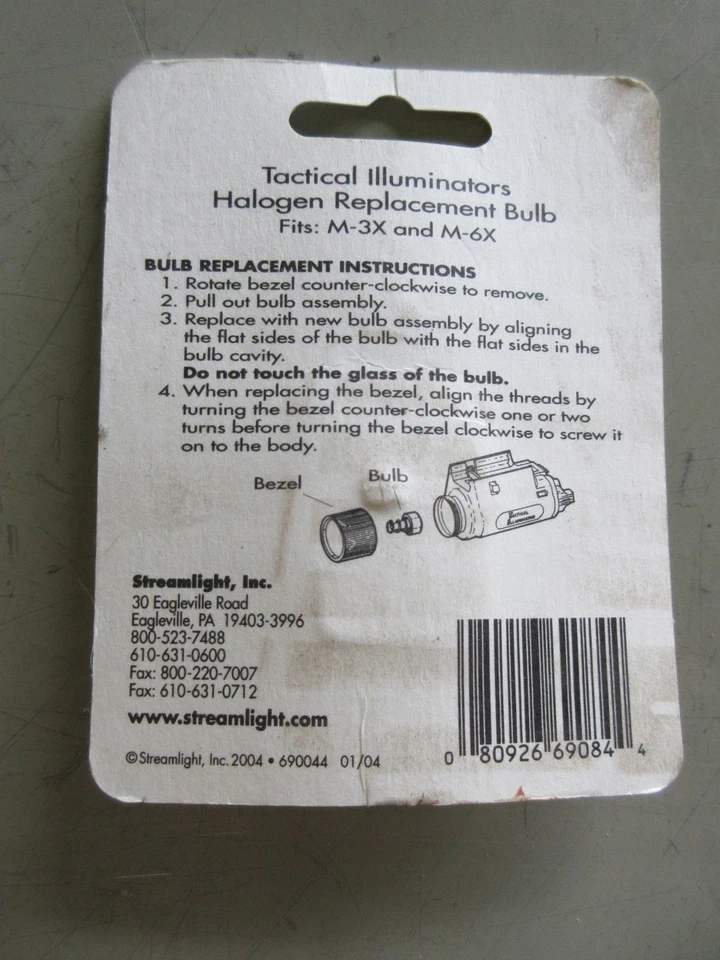 Tactical Illuminators
Halogen Replacement Bulb
Fits: M-3X and M-6X
BULB REPLACEMENT INSTRUCTIONS
1. Rotate bezel counter-clockwise to remove.
2. Pull out bulb assembly.
3. Replace with new bulb assembly by aligning
the flat sides of the bulb with the flat sides in the
bulb cavity.
Do not touch the glass of the bulb.
4. When replacing the bezel, align the threads by
turning the bezel counter-clockwise one or two
turns before turning the bezel clockwise to screw it
on to the body.
Bezel
Bulb
TACTICAL
ILLUMINATOR
Streamlight, Inc.
30 Eagleville Road
Eagleville, PA 19403-3996
800-523-7488
610-631-0600
Fax: 800-220-7007
Fax: 610-631-0712
www.streamlight.com
©Streamlight, Inc. 2004 • 690044 01/04
0 80926 69084 4